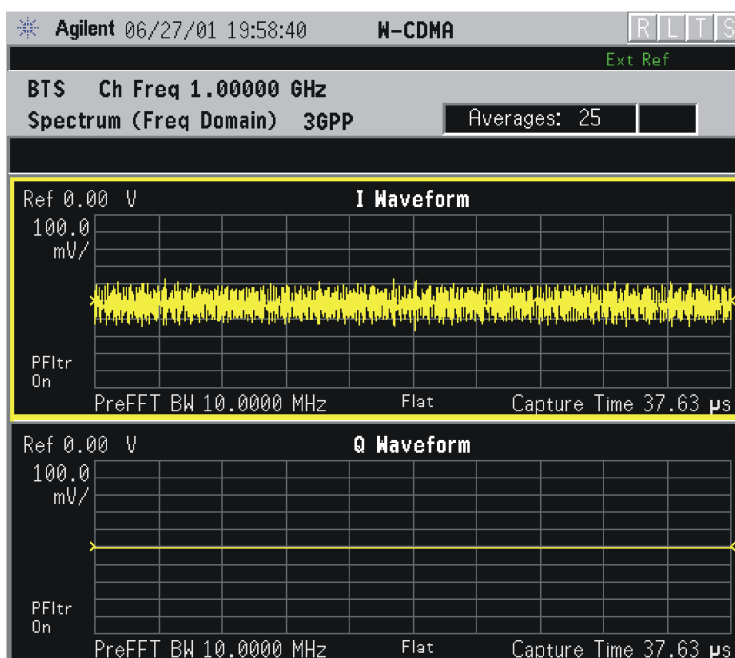 Agilent 06/27/01 19:58:40 W-CDMA R L T S
Ext Ref
BTS Ch Freq 1.00000 GHz
Spectrum (Freq Domain) 3GPP Averages: 25
Ref 0.00 V I Waveform
100.0
mV/
PFltr
On
PreFFT BW 10.0000 MHz Flat Capture Time 37.63 µs
Ref 0.00 V Q Waveform
100.0
mV/
PFltr
On
PreFFT BW 10.0000 MHz Flat Capture Time 37.63 µs